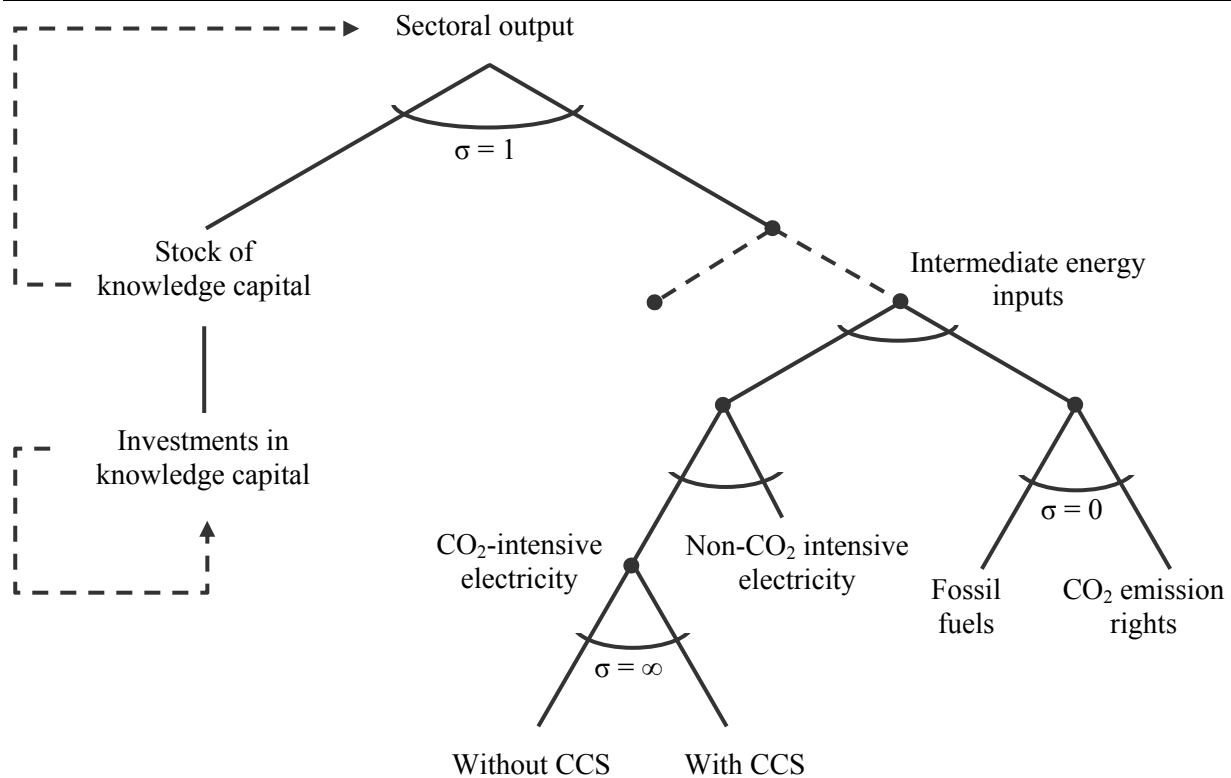 Sectoral output
σ = 1
Stock of
knowledge capital
Intermediate energy
inputs
Investments in
knowledge capital
CO₂-intensive
electricity
Non-CO₂ intensive
electricity
σ = 0
Fossil
fuels
CO₂ emission
rights
σ = ∞
Without CCS
With CCS